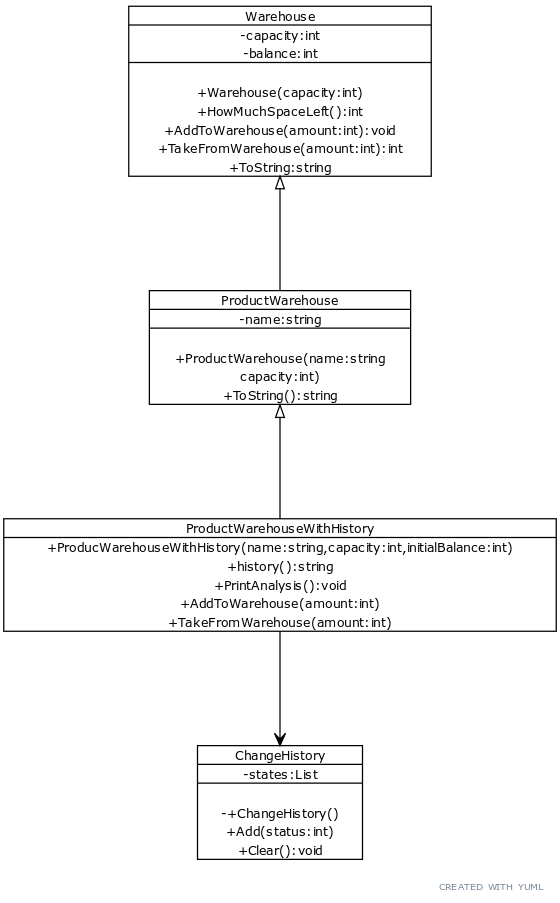 Warehouse
-capacity:int
-balance:int
+Warehouse(capacity:int)
+HowMuchSpaceLeft():int
+AddToWarehouse(amount:int):void
+TakeFromWarehouse(amount:int):int
+ToString:string
ProductWarehouse
-name:string
+ProductWarehouse(name:string
capacity:int)
+ToString():string
ProductWarehouseWithHistory
+ProducWarehouseWithHistory(name:string,capacity:int,initialBalance:int)
+history():string
+PrintAnalysis():void
+AddToWarehouse(amount:int)
+TakeFromWarehouse(amount:int)
ChangeHistory
-states:List
-+ChangeHistory()
+Add(status:int)
+Clear():void
CREATED WITH YUML